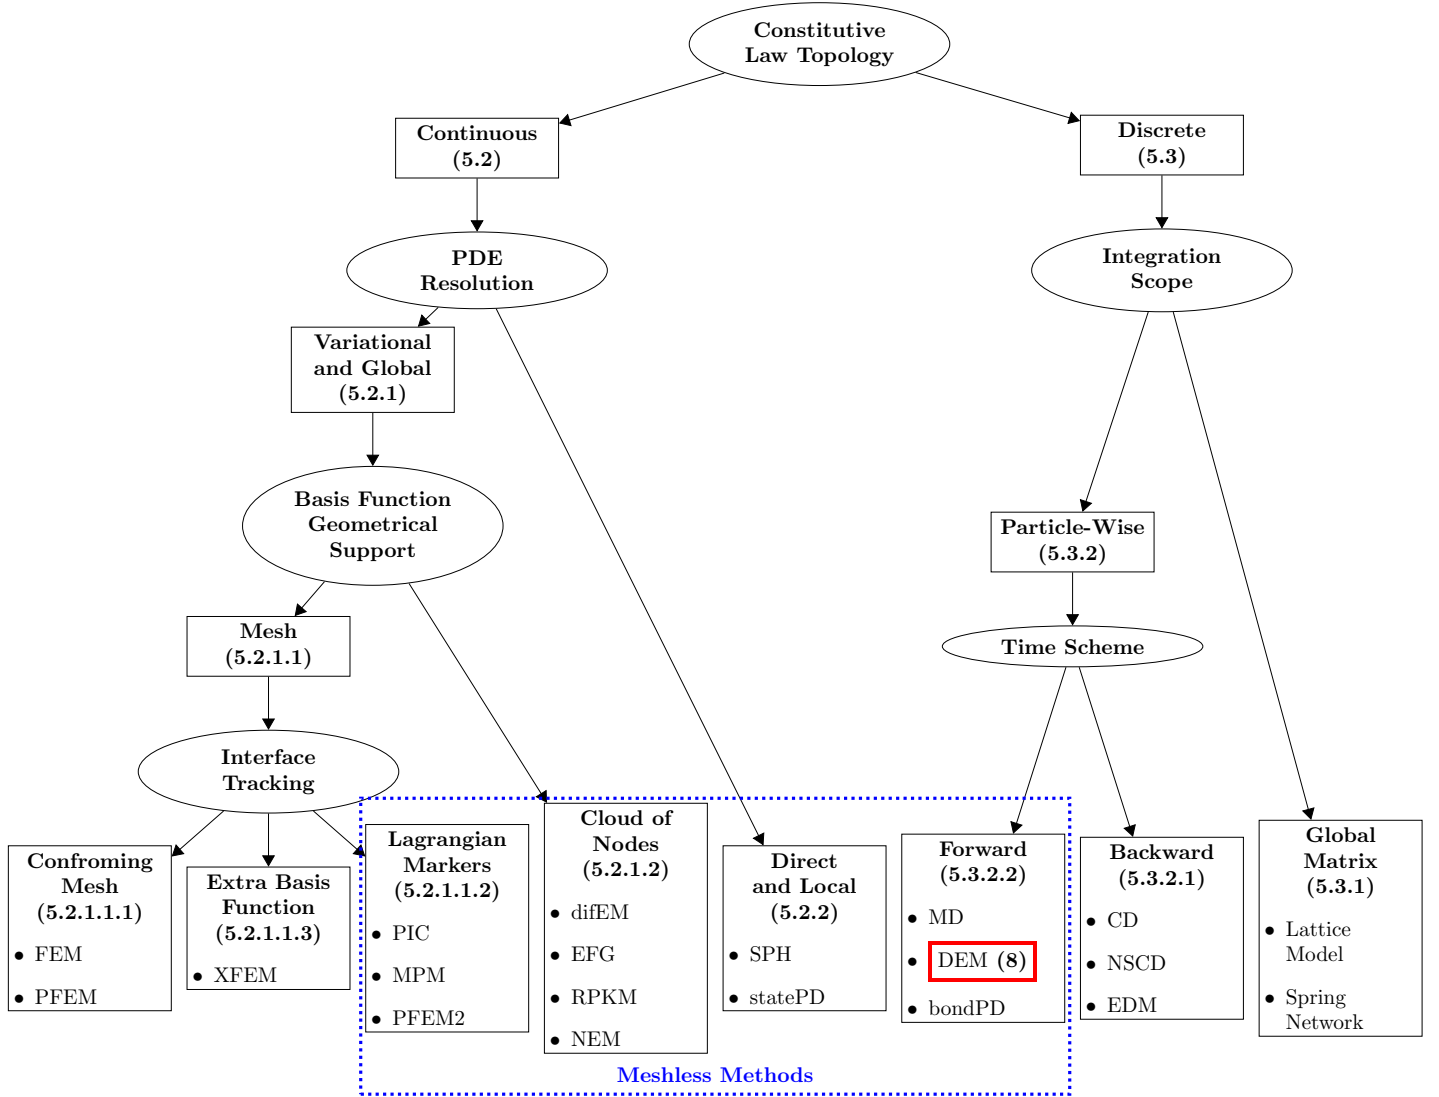 Constitutive
Law Topology
Continuous
(5.2)
Discrete
(5.3)
PDE
Resolution
Integration
Scope
Variational
and Global
(5.2.1)
Basis Function
Geometrical
Support
Particle-Wise
(5.3.2)
Mesh
(5.2.1.1)
Time Scheme
Interface
Tracking
Confroming
Mesh
(5.2.1.1.1)
• FEM
• PFEM
Extra Basis
Function
(5.2.1.1.3)
• XFEM
Lagrangian
Markers
(5.2.1.1.2)
• PIC
• MPM
• PFEM2
Cloud of
Nodes
(5.2.1.2)
• difEM
• EFG
• RPKM
• NEM
Direct
and Local
(5.2.2)
• SPH
• statePD
Forward
(5.3.2.2)
• MD
• DEM (8)
• bondPD
Backward
(5.3.2.1)
• CD
• NSCD
• EDM
Global
Matrix
(5.3.1)
• Lattice
Model
• Spring
Network
Meshless Methods